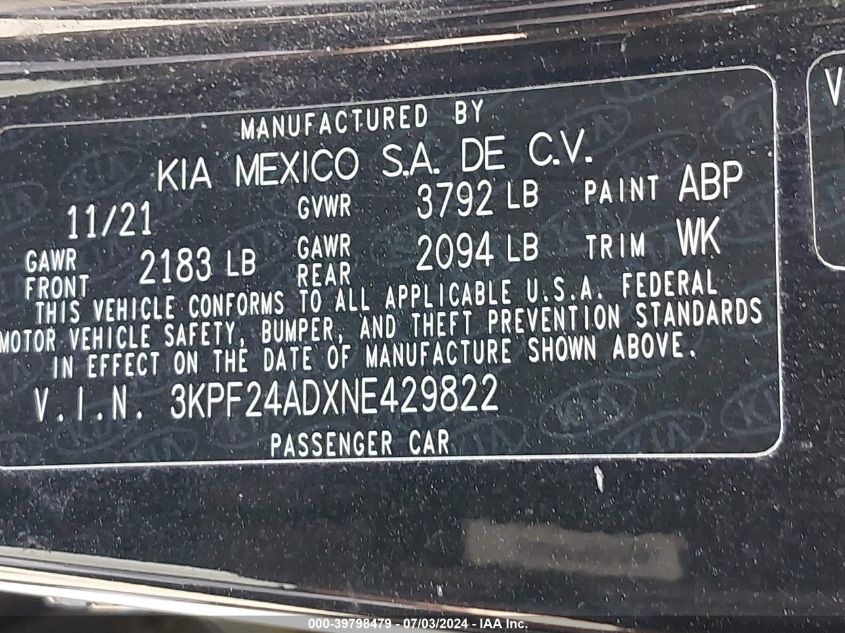 MANUFACTURED BY
KIA MEXICO S.A. DE C.V.
11/21 GVWR 3792 LB PAINT ABP
GAWR FRONT 2183 LB GAWR REAR 2094 LB TRIM WK
THIS VEHICLE CONFORMS TO ALL APPLICABLE U.S.A. FEDERAL
MOTOR VEHICLE SAFETY, BUMPER, AND THEFT PREVENTION STANDARDS
IN EFFECT ON THE DATE OF MANUFACTURE SHOWN ABOVE.
V.I.N. 3KPF24ADXNE429822
PASSENGER CAR
V
000-39798479 - 07/03/2024 - IAA Inc.